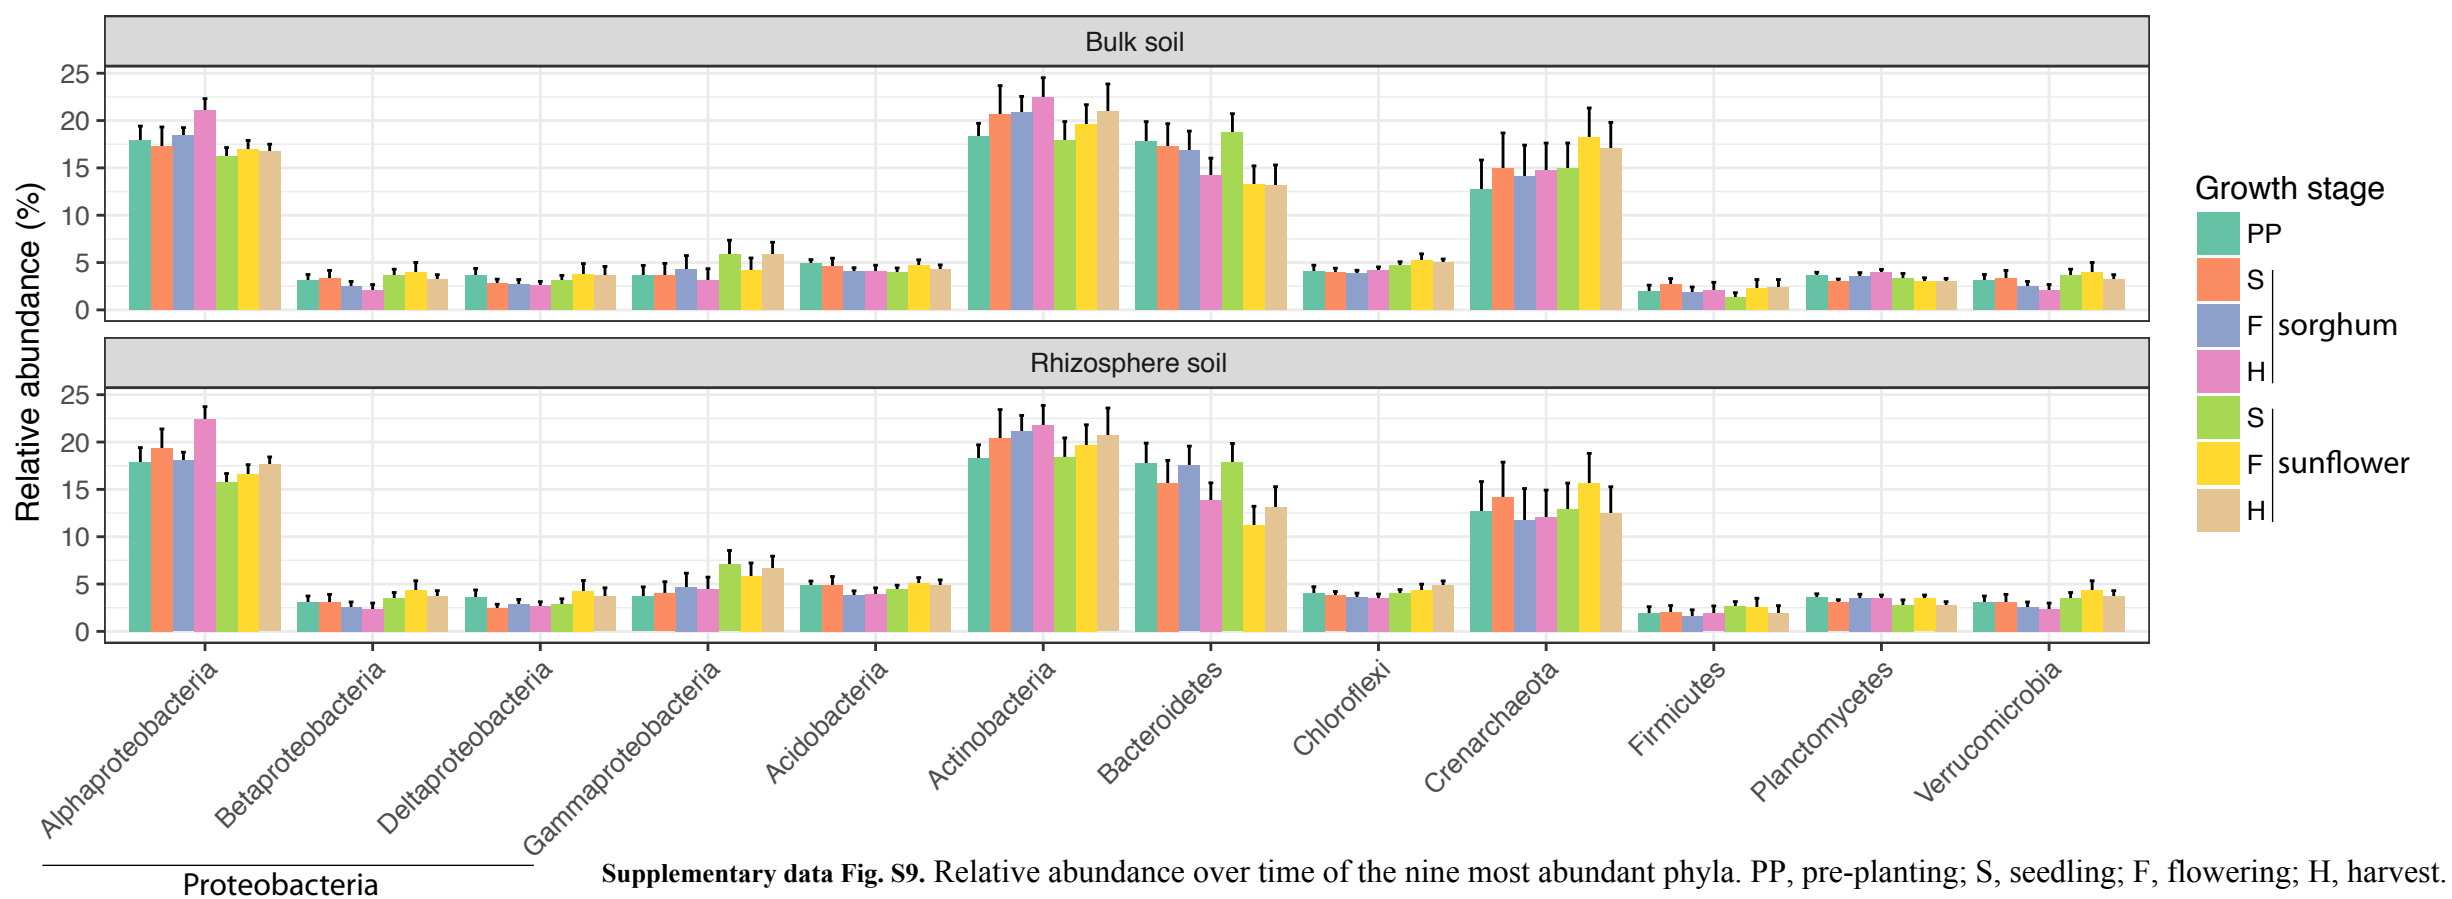 Bulk soil
25
20
15
10
5
0
Relative abundance (%)
Rhizosphere soil
25
20
15
10
5
0
Alphaproteobacteria
Betaproteobacteria
Deltaproteobacteria
Gammaproteobacteria
Acidobacteria
Actinobacteria
Bacteroidetes
Chloroflexi
Crenarchaeota
Firmicutes
Planctomycetes
Verrucomicrobia
Proteobacteria
Growth stage
PP
S
F sorghum
H
S
F sunflower
H
Supplementary data Fig. S9. Relative abundance over time of the nine most abundant phyla. PP, pre-planting; S, seedling; F, flowering; H, harvest.